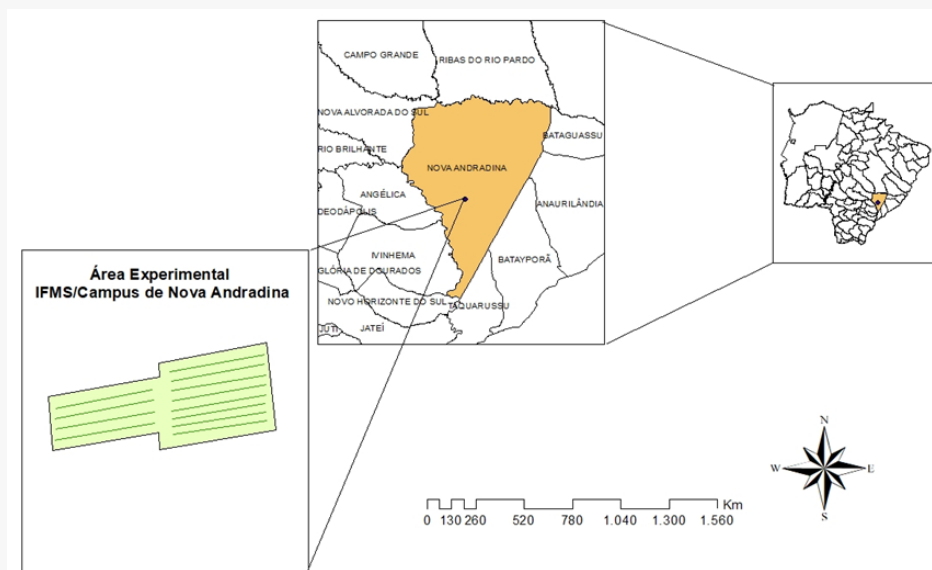 CAMPO GRANDE
RIBAS DO RIO PARDO
NOVA ALVORADA DO SUL
BATAGUASSU
RIO BRILHANTE
NOVA ANDRADINA
ANGÉLICA
ANAURILÂNDIA
DEODÁPOLIS
IVINHEMA
BATAYPORÃ
GLÓRIA DE DOURADOS
NOVO HORIZONTE DO SUL
TAQUARUSSU
JUTI
JATEÍ
Área Experimental
IFMS/Campus de Nova Andradina
N
W
E
S
Km
0 130 260 520 780 1.040 1.300 1.560